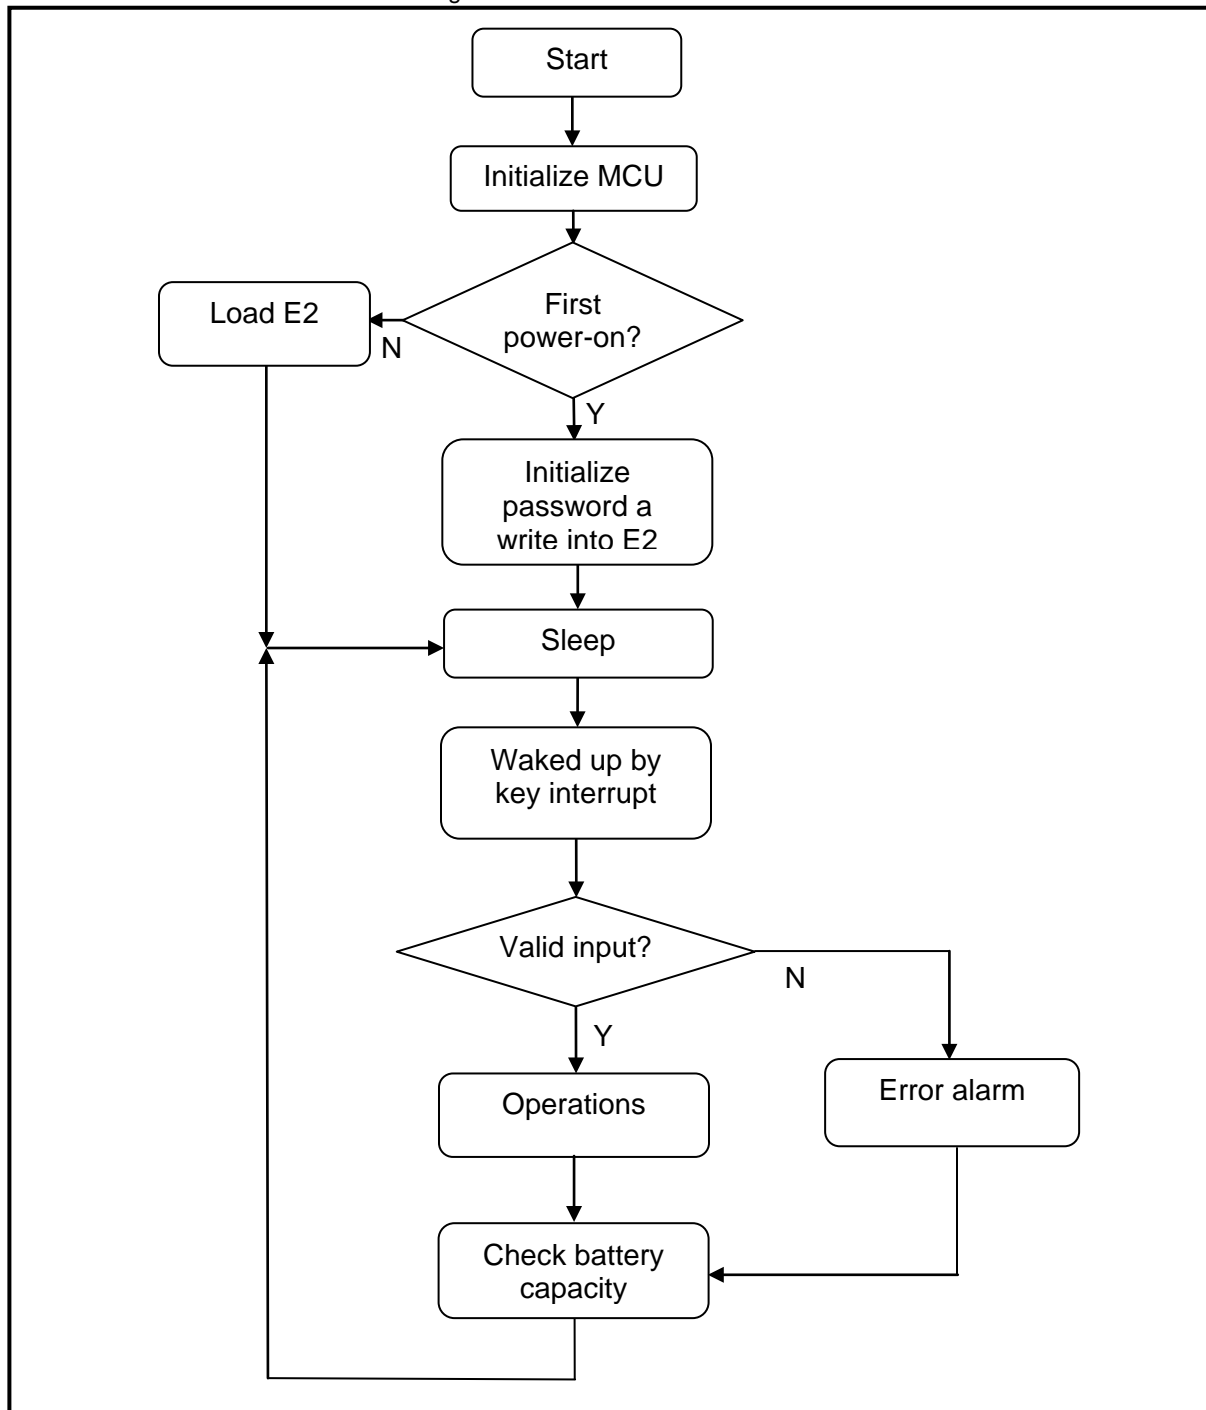 Start
Initialize MCU
First
power-on?
Load E2
N
Y
Initialize
password a
write into E2
Sleep
Waked up by
key interrupt
Valid input?
N
Y
Operations
Error alarm
Check battery
capacity